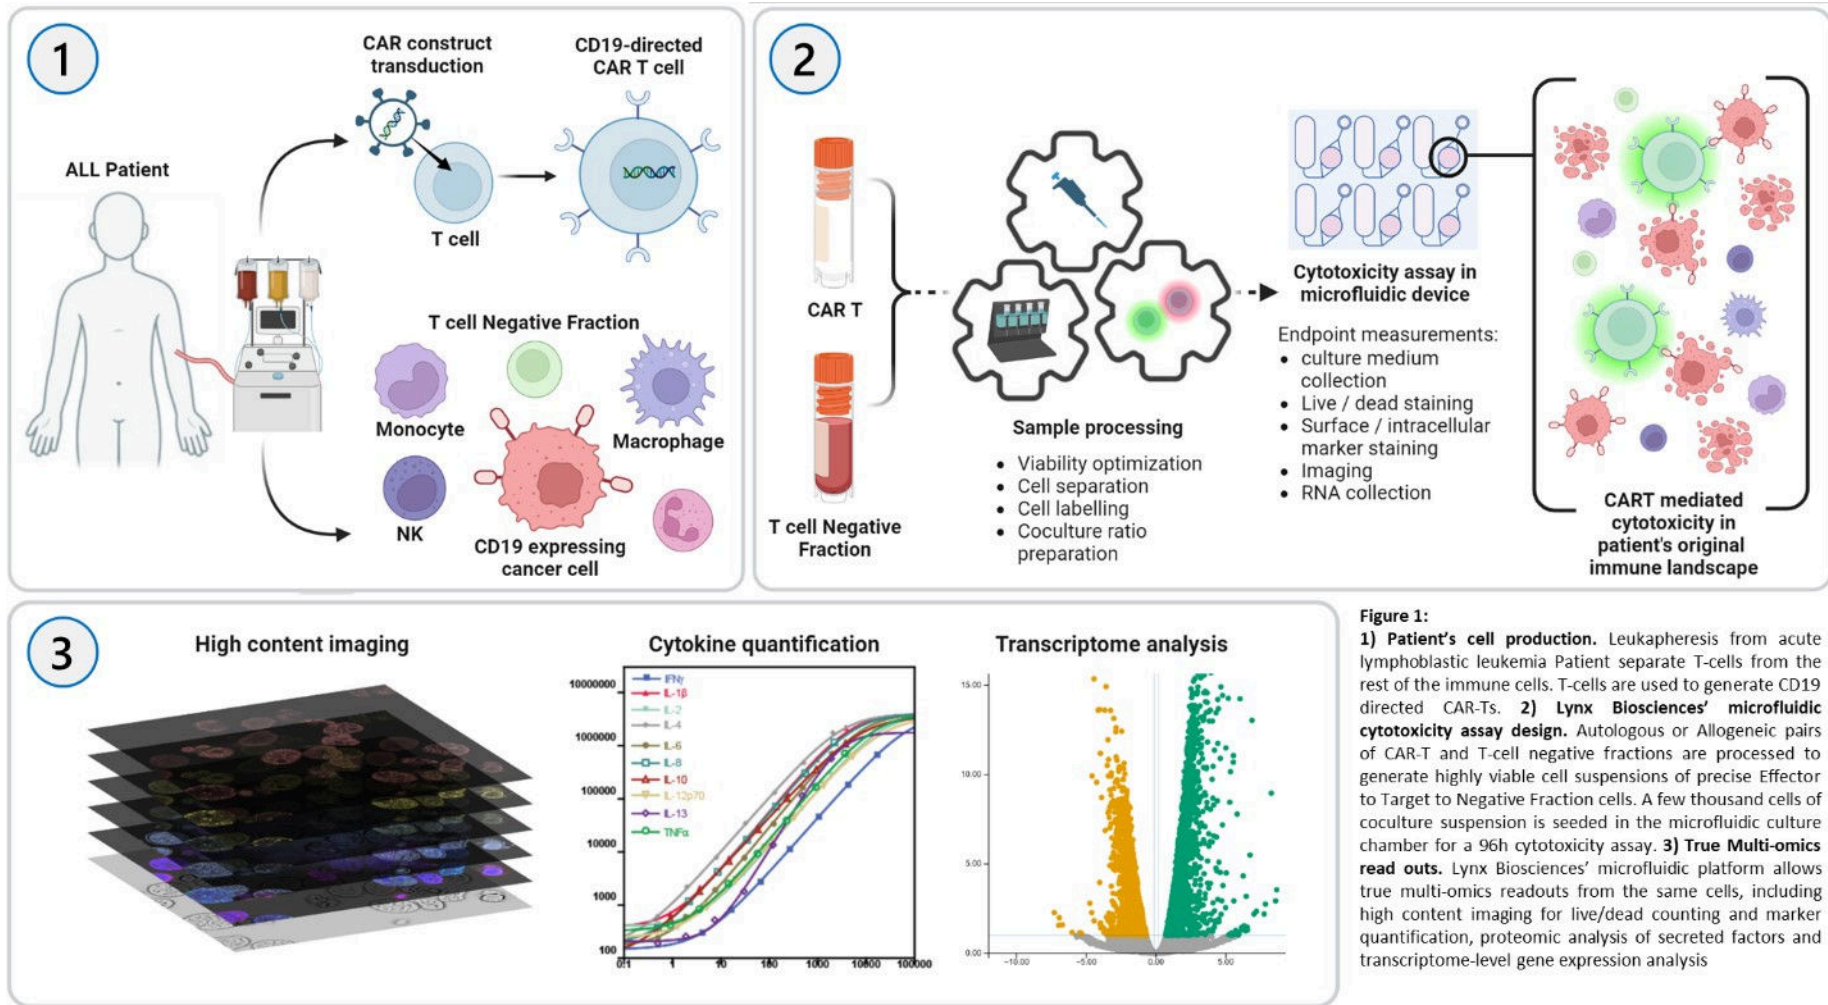 1
CAR construct
transduction
CD19-directed
CAR T cell
ALL Patient
T cell
T cell Negative Fraction
Monocyte
Macrophage
NK
CD19 expressing
cancer cell
2
CAR T
T cell Negative
Fraction
Sample processing
• Viability optimization
• Cell separation
• Cell labelling
• Coculture ratio
preparation
Cytotoxicity assay in
microfluidic device
Endpoint measurements:
• culture medium
collection
• Live / dead staining
• Surface / intracellular
marker staining
• Imaging
• RNA collection
CART mediated
cytotoxicity in
patient's original
immune landscape
3
High content imaging
Cytokine quantification
10000000
1000000
100000
10000
1000
100
IFNγ
IL-1β
IL-2
IL-4
IL-6
IL-8
IL-10
IL-12p70
IL-13
TNFα
0.1
1
10
100
1000
10000
100000
Transcriptome analysis
15.00
10.00
5.00
0.00
−10.00
−5.00
0.00
5.00
Figure 1:
1) Patient's cell production. Leukapheresis from acute
lymphoblastic leukemia Patient separate T-cells from the
rest of the immune cells. T-cells are used to generate CD19
directed CAR-Ts. 2) Lynx Biosciences' microfluidic
cytotoxicity assay design. Autologous or Allogeneic pairs
of CAR-T and T-cell negative fractions are processed to
generate highly viable cell suspensions of precise Effector
to Target to Negative Fraction cells. A few thousand cells of
coculture suspension is seeded in the microfluidic culture
chamber for a 96h cytotoxicity assay. 3) True Multi-omics
read outs. Lynx Biosciences' microfluidic platform allows
true multi-omics readouts from the same cells, including
high content imaging for live/dead counting and marker
quantification, proteomic analysis of secreted factors and
transcriptome-level gene expression analysis